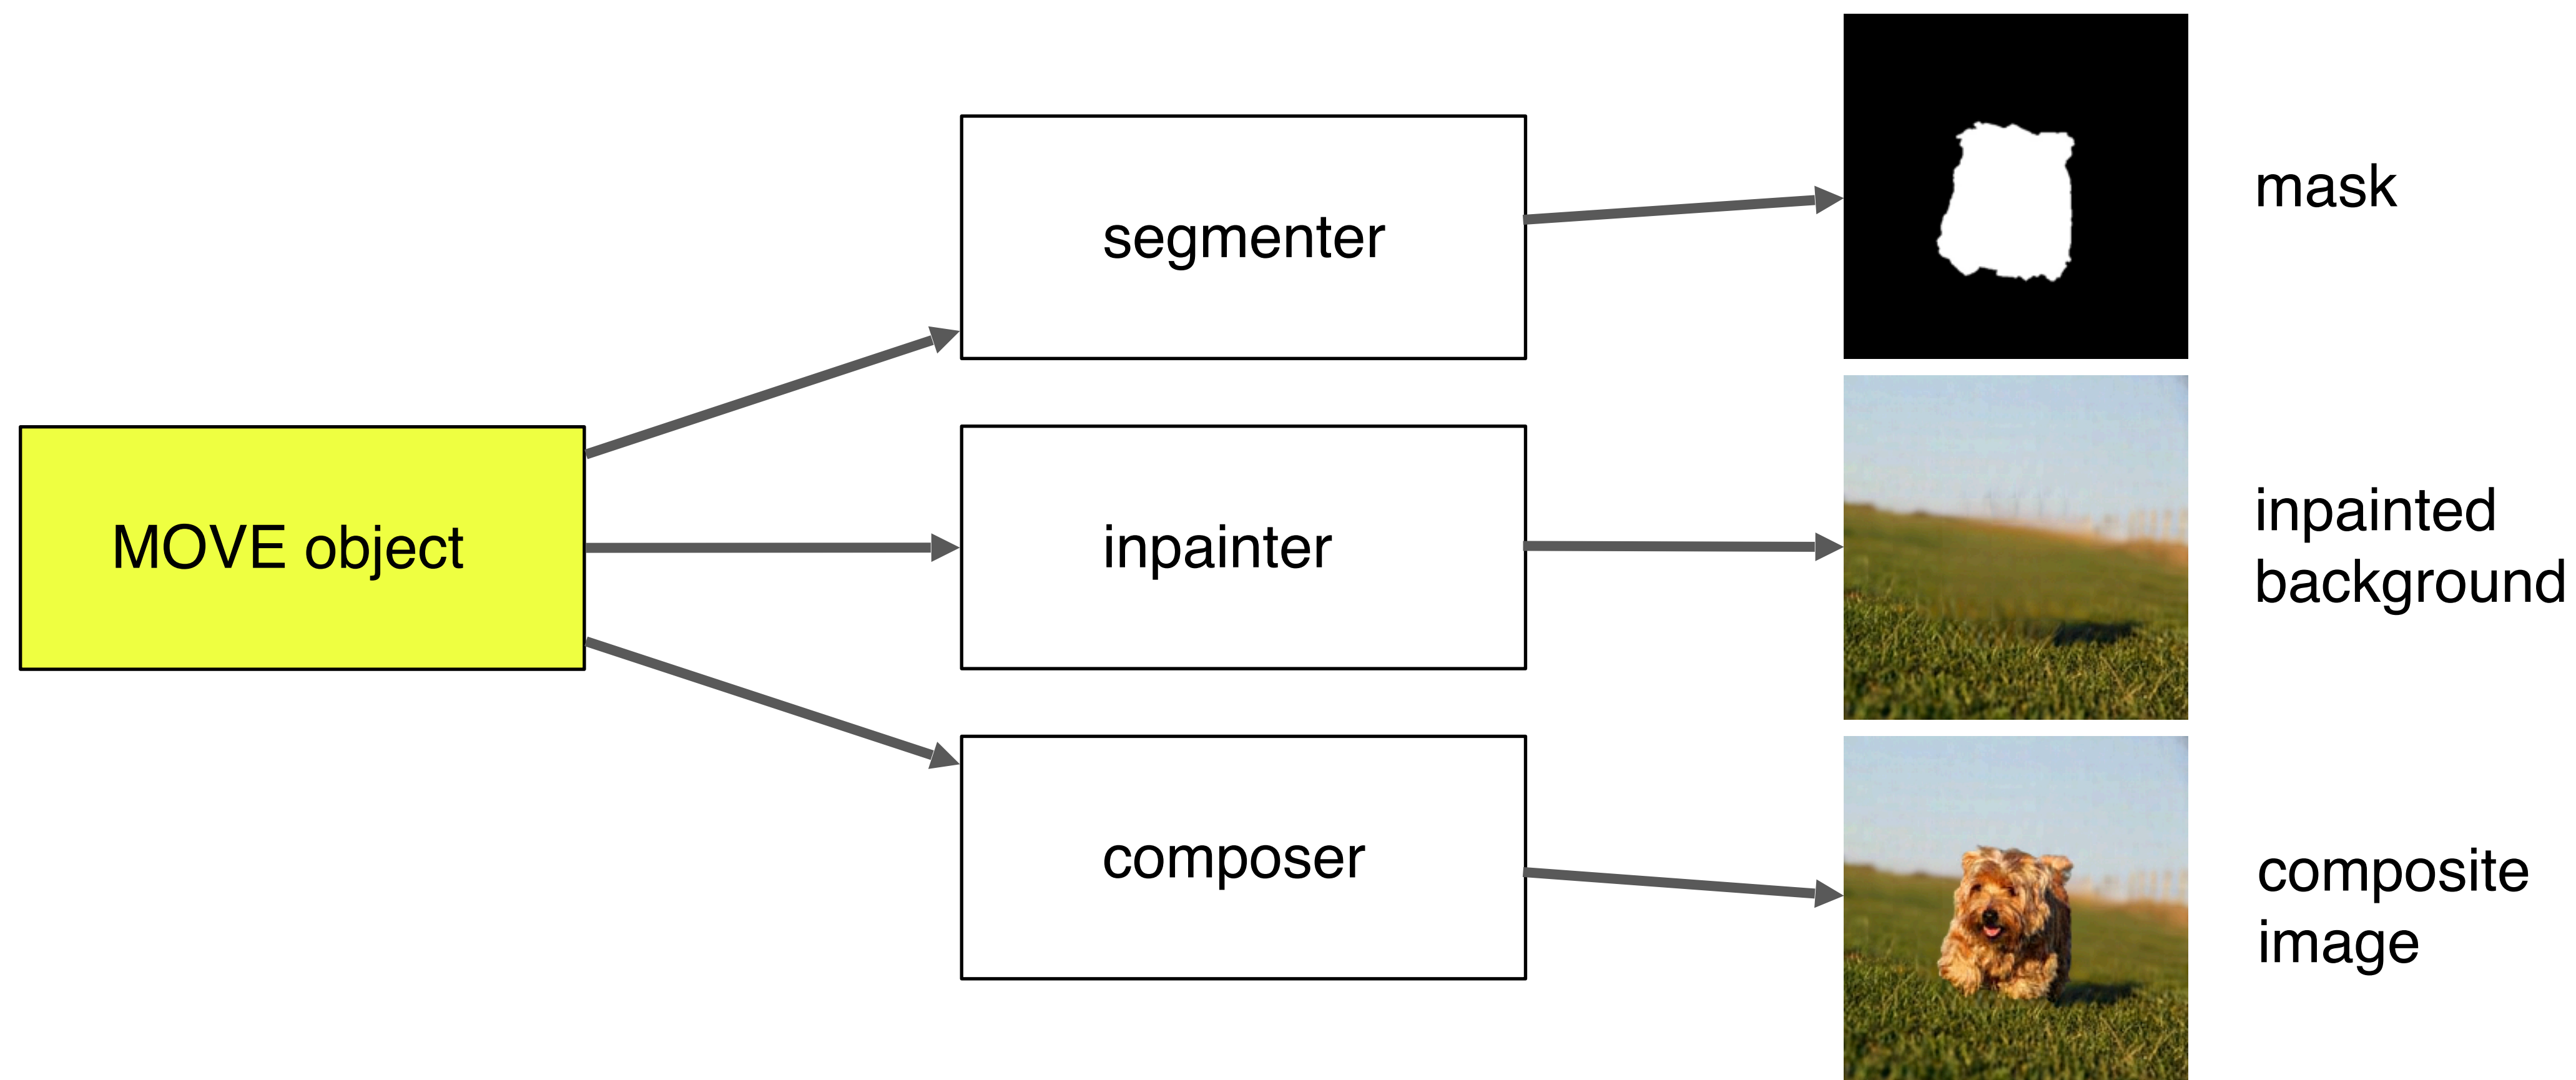 MOVE object
segmenter
mask
inpainter
inpainted
background
composer
composite
image